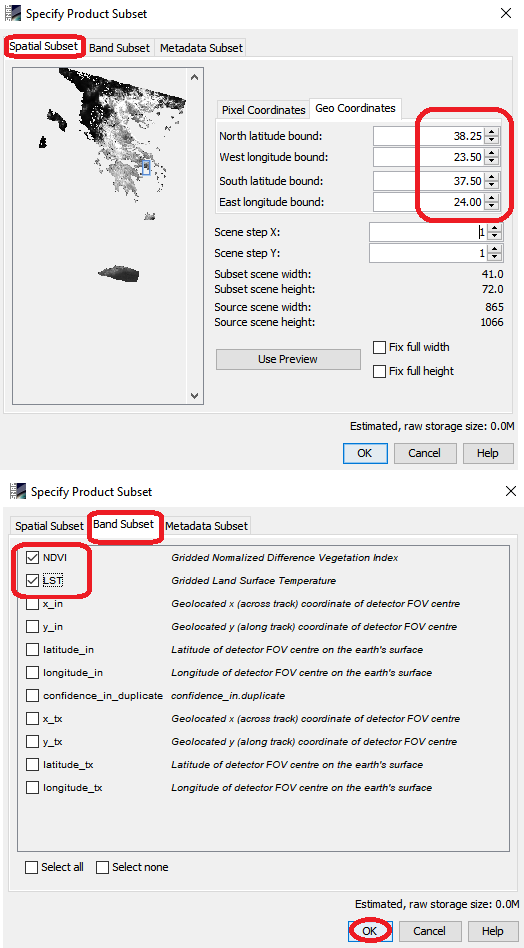 Specify Product Subset
Spatial Subset Band Subset Metadata Subset
Pixel Coordinates Geo Coordinates
North latitude bound: 38.25
West longitude bound: 23.50
South latitude bound: 37.50
East longitude bound: 24.00
Scene step X: 1
Scene step Y: 1
Subset scene width: 41.0
Subset scene height: 72.0
Source scene width: 865
Source scene height: 1066
Use Preview
Fix full width
Fix full height
Estimated, raw storage size: 0.0M
OK Cancel Help
Specify Product Subset
Spatial Subset Band Subset Metadata Subset
NDVI Gridded Normalized Difference Vegetation Index
LST Gridded Land Surface Temperature
x_in Geolocated x (across track) coordinate of detector FOV centre
y_in Geolocated y (along track) coordinate of detector FOV centre
latitude_in Latitude of detector FOV centre on the earth's surface
longitude_in Longitude of detector FOV centre on the earth's surface
confidence_in_duplicate confidence_in.duplicate
x_tx Geolocated x (across track) coordinate of detector FOV centre
y_tx Geolocated y (along track) coordinate of detector FOV centre
latitude_tx Latitude of detector FOV centre on the earth's surface
longitude_tx Longitude of detector FOV centre on the earth's surface
Select all Select none
Estimated, raw storage size: 0.0M
OK Cancel Help